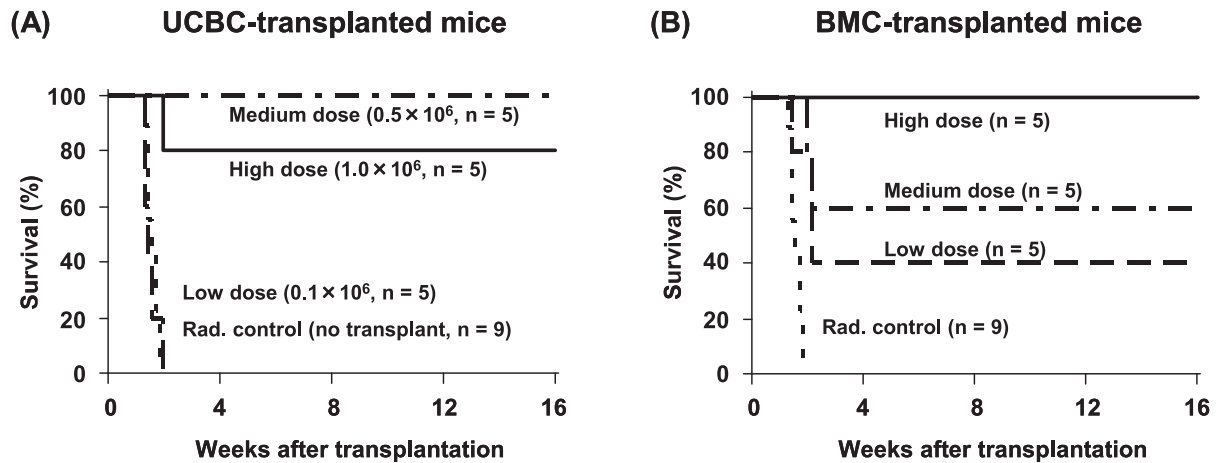 (A) UCBC-transplanted mice
Survival (%)
100
80
60
40
20
0
Medium dose (0.5×10⁶, n = 5)
High dose (1.0×10⁶, n = 5)
Low dose (0.1×10⁶, n = 5)
Rad. control (no transplant, n = 9)
0 4 8 12 16
Weeks after transplantation
(B) BMC-transplanted mice
Survival (%)
100
80
60
40
20
0
High dose (n = 5)
Medium dose (n = 5)
Low dose (n = 5)
Rad. control (n = 9)
0 4 8 12 16
Weeks after transplantation